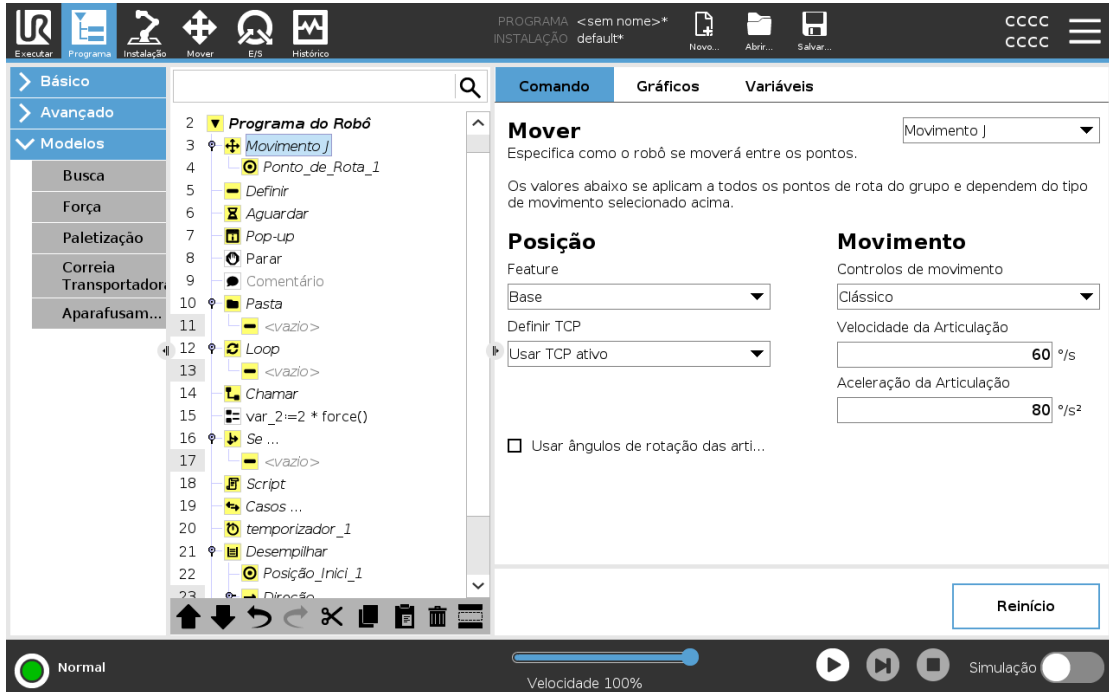 UR
Executar
Programa
Instalação
Mover
E/S
Histórico
PROGRAMA <sem nome>*
INSTALAÇÃO default*
Novo...
Abrir...
Salvar...
CCCC
CCCC
Básico
Avançado
Modelos
Busca
Força
Paletização
Correia
Transportadora
Aparafusam...
2 Programa do Robô
3 Movimento J
4 Ponto_de_Rota_1
5 Definir
6 Aguardar
7 Pop-up
8 Parar
9 Comentário
10 Pasta
11 <vazio>
12 Loop
13 <vazio>
14 Chamar
15 var_2:=2 * force()
16 Se ...
17 <vazio>
18 Script
19 Casos ...
20 temporizador_1
21 Desempilhar
22 Posição_Inici_1
23 Direção
Comando Gráficos Variáveis
Mover
Movimento J
Especifica como o robô se moverá entre os pontos.
Os valores abaixo se aplicam a todos os pontos de rota do grupo e dependem do tipo
de movimento selecionado acima.
Posição
Feature
Base
Definir TCP
Usar TCP ativo
Usar ângulos de rotação das arti...
Movimento
Controlos de movimento
Clássico
Velocidade da Articulação
60 °/s
Aceleração da Articulação
80 °/s²
Reinício
Normal
Velocidade 100%
Simulação